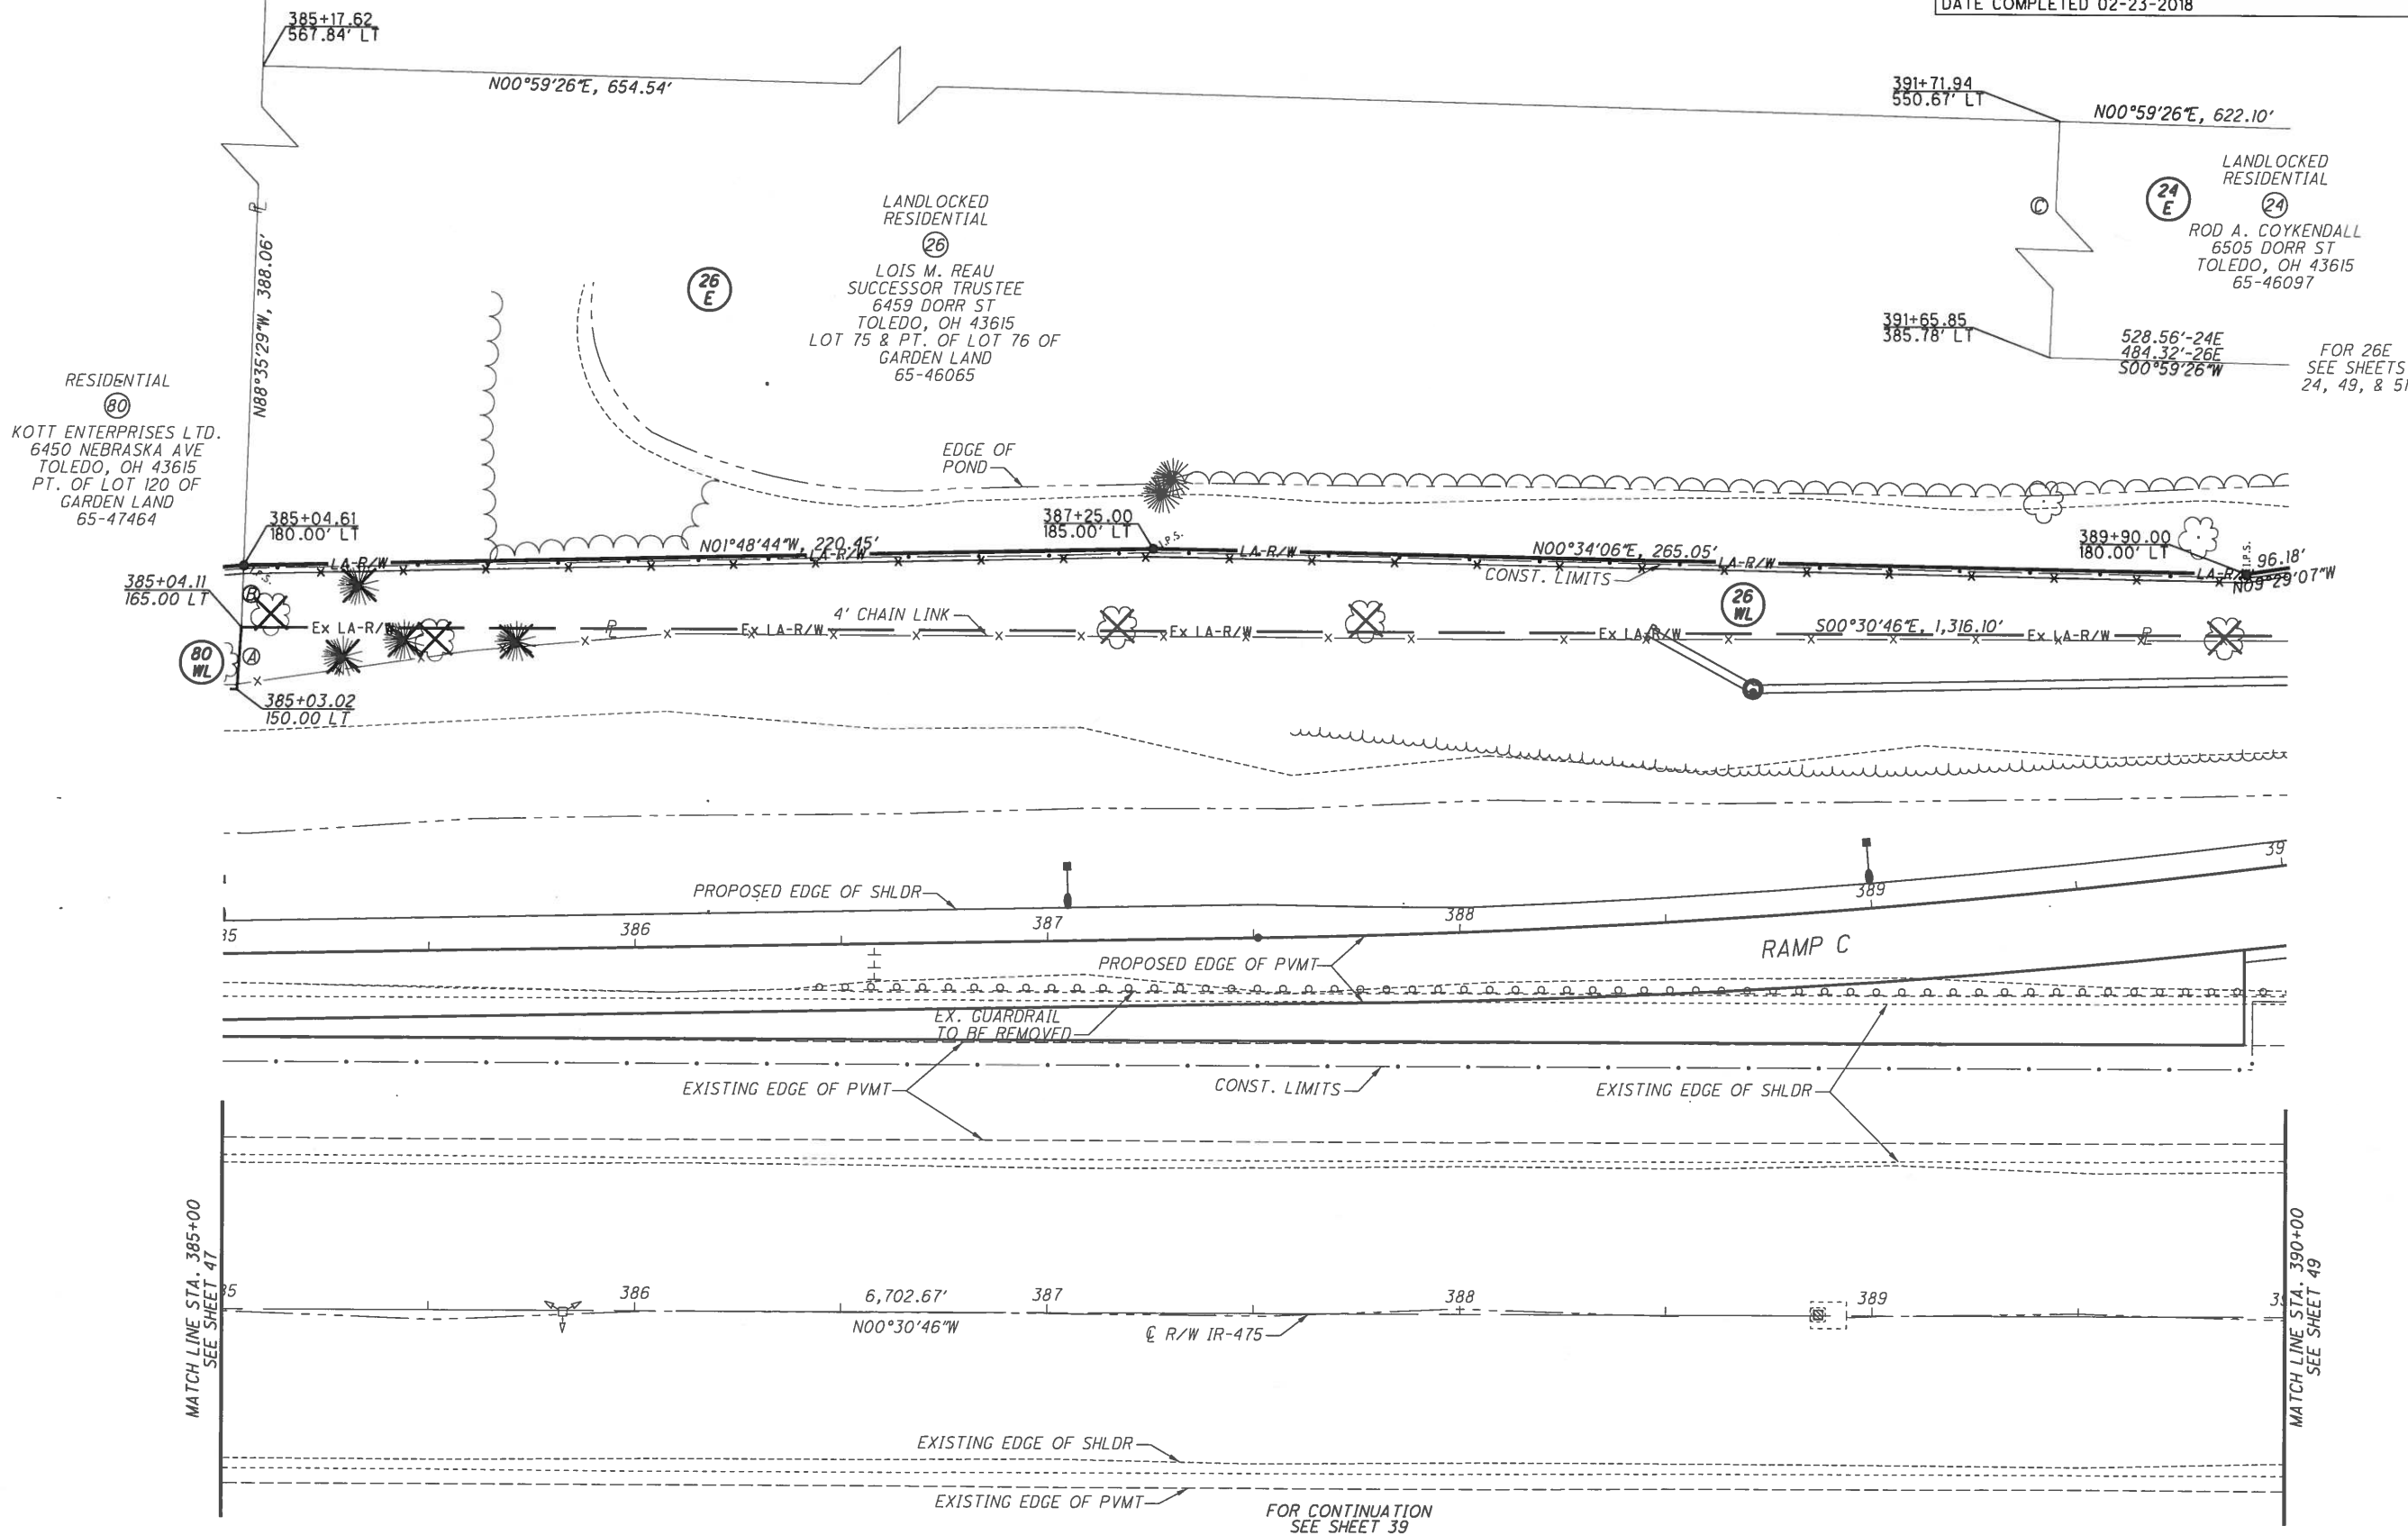 DATE COMPLETED 02-23-2018
385+17.62
567.84' LT
N00°59'26"E, 654.54'
391+71.94
550.67' LT
N00°59'26"E, 622.10'
LANDLOCKED
RESIDENTIAL
26
LOIS M. REAU
SUCCESSOR TRUSTEE
6459 DORR ST
TOLEDO, OH 43615
LOT 75 & PT. OF LOT 76 OF
GARDEN LAND
65-46065
26
E
C
24
E
LANDLOCKED
RESIDENTIAL
24
ROD A. COYKENDALL
6505 DORR ST
TOLEDO, OH 43615
65-46097
PL
N88°35'29"W, 388.06'
391+65.85
385.78' LT
528.56'-24E
484.32'-26E
S00°59'26"W
FOR 26E
SEE SHEETS
24, 49, & 51
RESIDENTIAL
80
KOTT ENTERPRISES LTD.
6450 NEBRASKA AVE
TOLEDO, OH 43615
PT. OF LOT 120 OF
GARDEN LAND
65-47464
EDGE OF
POND
385+04.61
180.00' LT
387+25.00
185.00' LT
I.P.S.
389+90.00
180.00' LT
I.P.S.
96.18'
N09°29'07"W
LA-R/W
N01°48'44"W, 220.45'
LA-R/W
LA-R/W
N00°34'06"E, 265.05'
LA-R/W
LA-R/W
CONST. LIMITS
385+04.11
165.00 LT
B
4' CHAIN LINK
26
WL
Ex LA-R/W
PL
Ex LA-R/W
Ex LA-R/W
Ex LA-R/W
S00°30'46"E, 1,316.10'
Ex LA-R/W
PL
80
WL
A
385+03.02
150.00 LT
PROPOSED EDGE OF SHLDR
35
386
387
388
389
39
RAMP C
PROPOSED EDGE OF PVMT
EX. GUARDRAIL
TO BE REMOVED
EXISTING EDGE OF PVMT
CONST. LIMITS
EXISTING EDGE OF SHLDR
MATCH LINE STA. 385+00
SEE SHEET 47
35
386
6,702.67'
387
388
389
39
N00°30'46"W
℄ R/W IR-475
MATCH LINE STA. 390+00
SEE SHEET 49
EXISTING EDGE OF SHLDR
EXISTING EDGE OF PVMT
FOR CONTINUATION
SEE SHEET 39